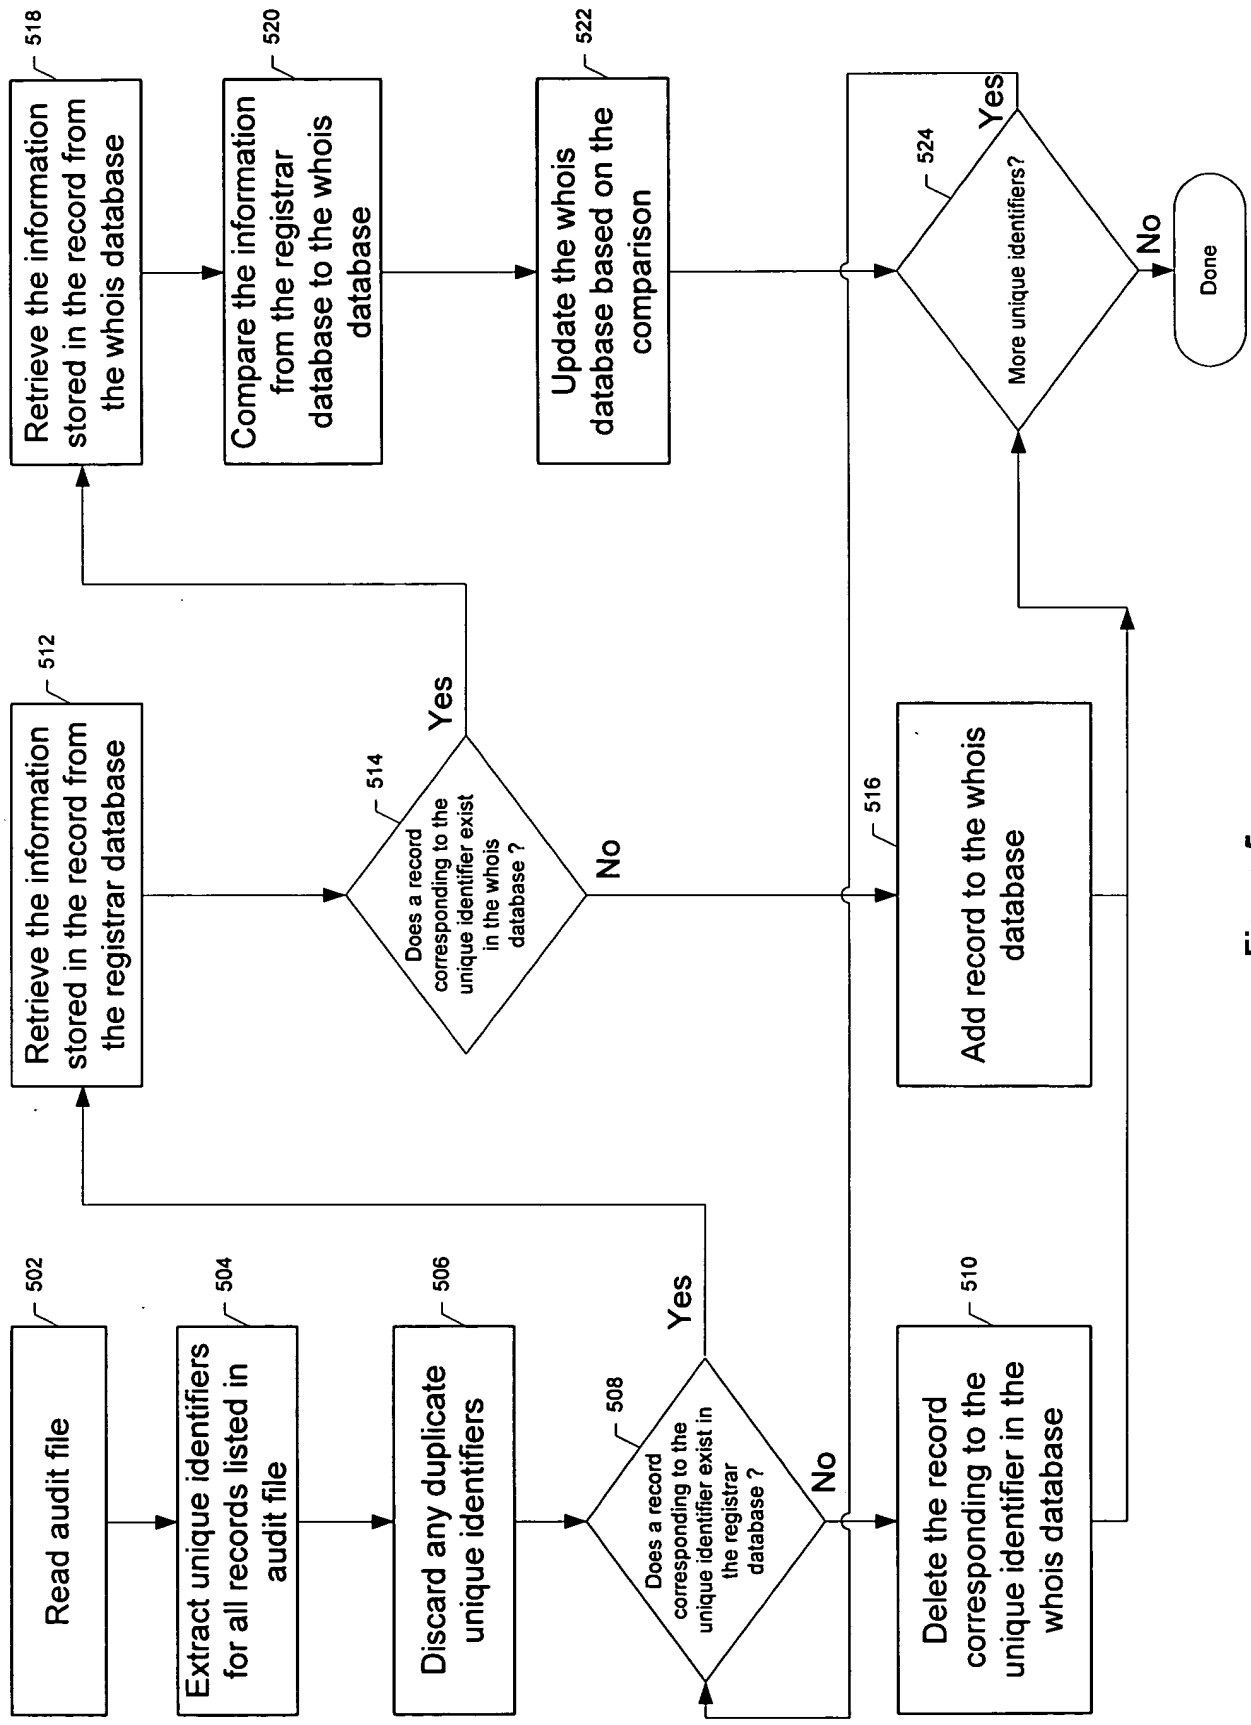 502
Read audit file
504
Extract unique identifiers
for all records listed in
audit file
506
Discard any duplicate
unique identifiers
508
Does a record
corresponding to the
unique identifier exist in
the registrar
database ?
Yes
No
510
Delete the record
corresponding to the
unique identifier in the
whois database
512
Retrieve the information
stored in the record from
the registrar database
514
Does a record
corresponding to the
unique identifier exist
in the whois
database ?
Yes
No
516
Add record to the whois
database
518
Retrieve the information
stored in the record from
the whois database
520
Compare the information
from the registrar
database to the whois
database
522
Update the whois
database based on the
comparison
524
More unique identifiers?
Yes
No
Done